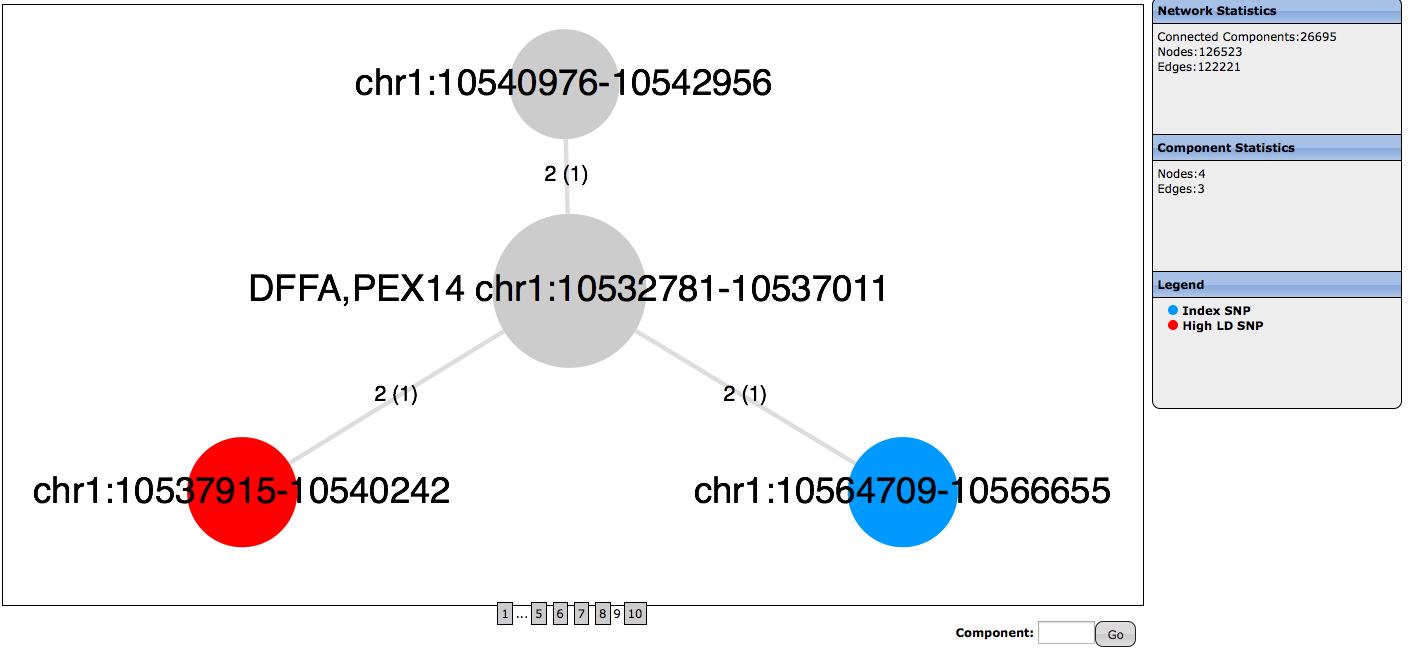 chr1:10540976-10542956
2 (1)
DFFA,PEX14 chr1:10532781-10537011
2 (1)
2 (1)
chr1:10537915-10540242
chr1:10564709-10566655
1 ... 5 6 7 8 9 10
Component: Go
Network Statistics
Connected Components:26695
Nodes:126523
Edges:122221
Component Statistics
Nodes:4
Edges:3
Legend
Index SNP
High LD SNP